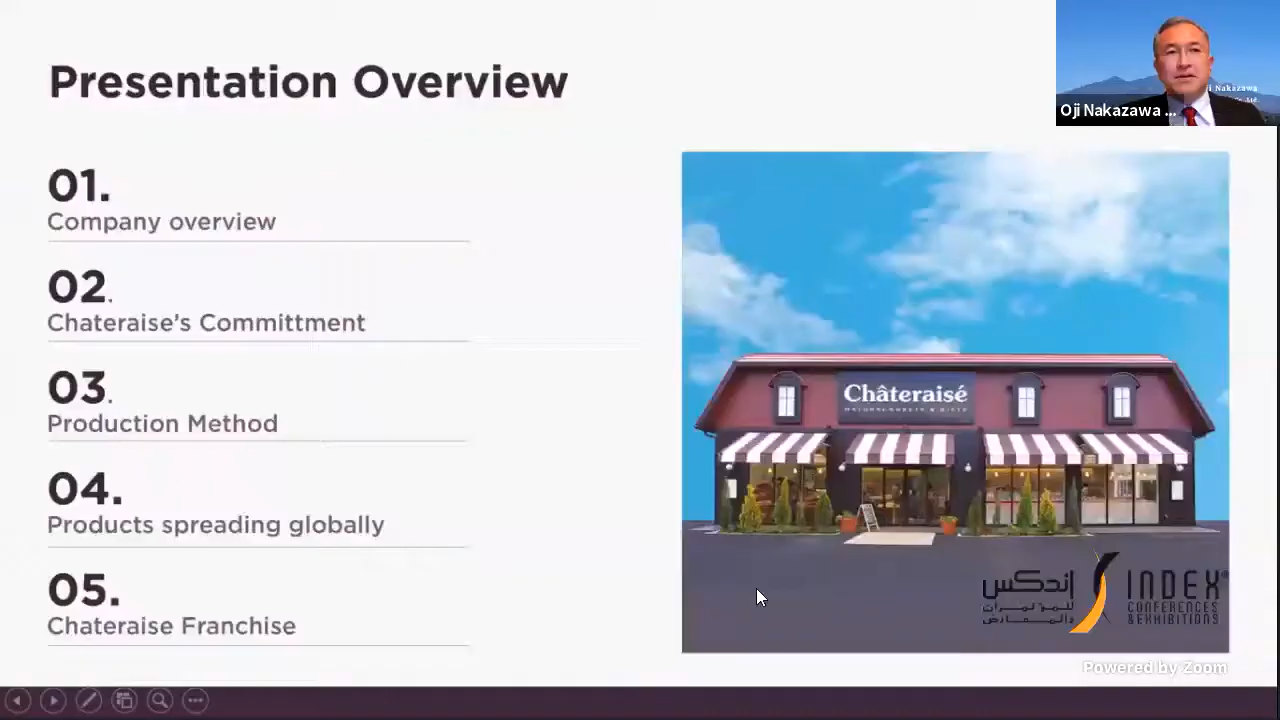 Presentation Overview
Oji Nakazawa ...
01.
Company overview
02.
Chateraise's Committment
03.
Production Method
04.
Products spreading globally
05.
Chateraise Franchise
Châteraisé
إندكس
للمؤتمرات
والمعارض
INDEX
CONFERENCES
& EXHIBITIONS
Powered by Zoom